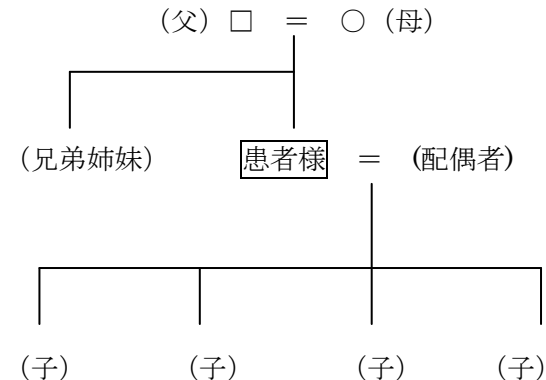 (父) □ = ○ (母)
(兄弟姉妹) 患者様 = (配偶者)
(子) (子) (子) (子)